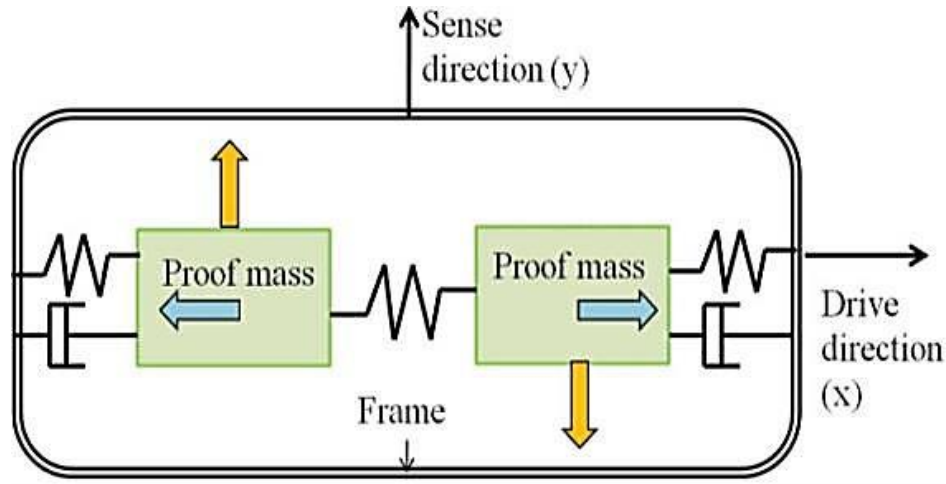 Sense
direction (y)
Proof mass
Proof mass
Drive
direction
(x)
Frame